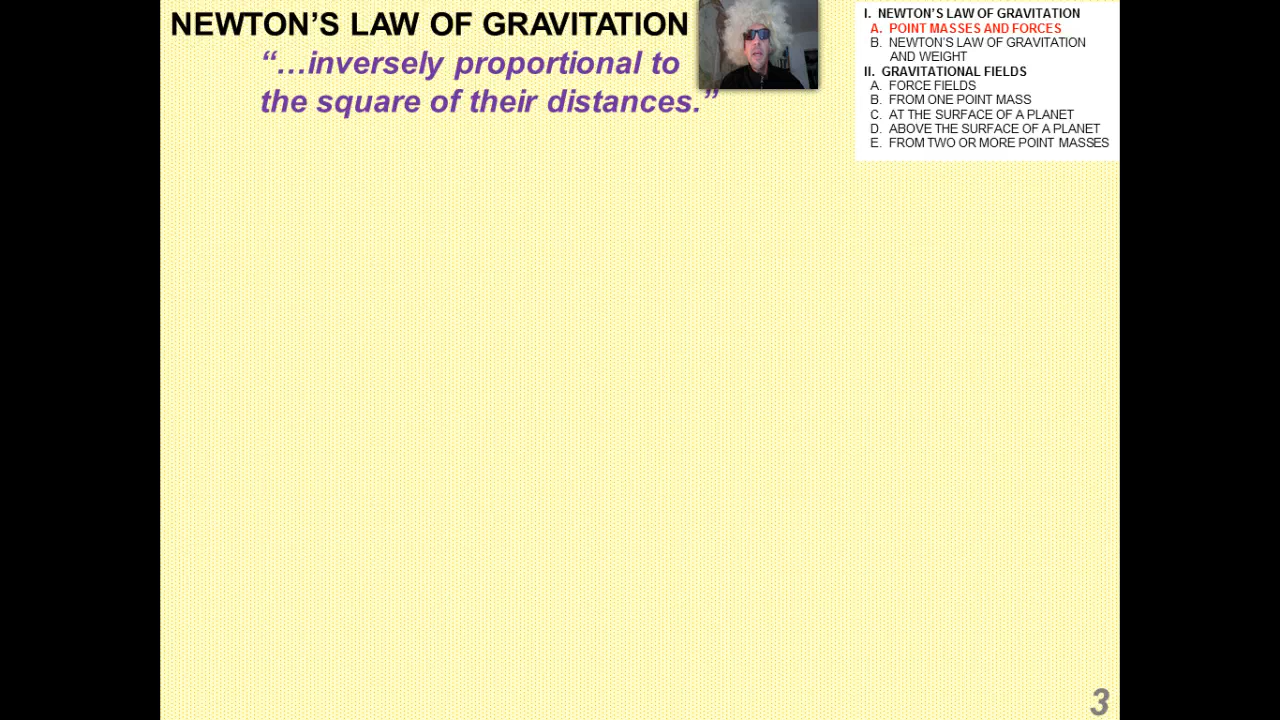 NEWTON’S LAW OF GRAVITATION
“…inversely proportional to
the square of their distances.”
I. NEWTON’S LAW OF GRAVITATION
A. POINT MASSES AND FORCES
B. NEWTON’S LAW OF GRAVITATION
AND WEIGHT
II. GRAVITATIONAL FIELDS
A. FORCE FIELDS
B. FROM ONE POINT MASS
C. AT THE SURFACE OF A PLANET
D. ABOVE THE SURFACE OF A PLANET
E. FROM TWO OR MORE POINT MASSES
3